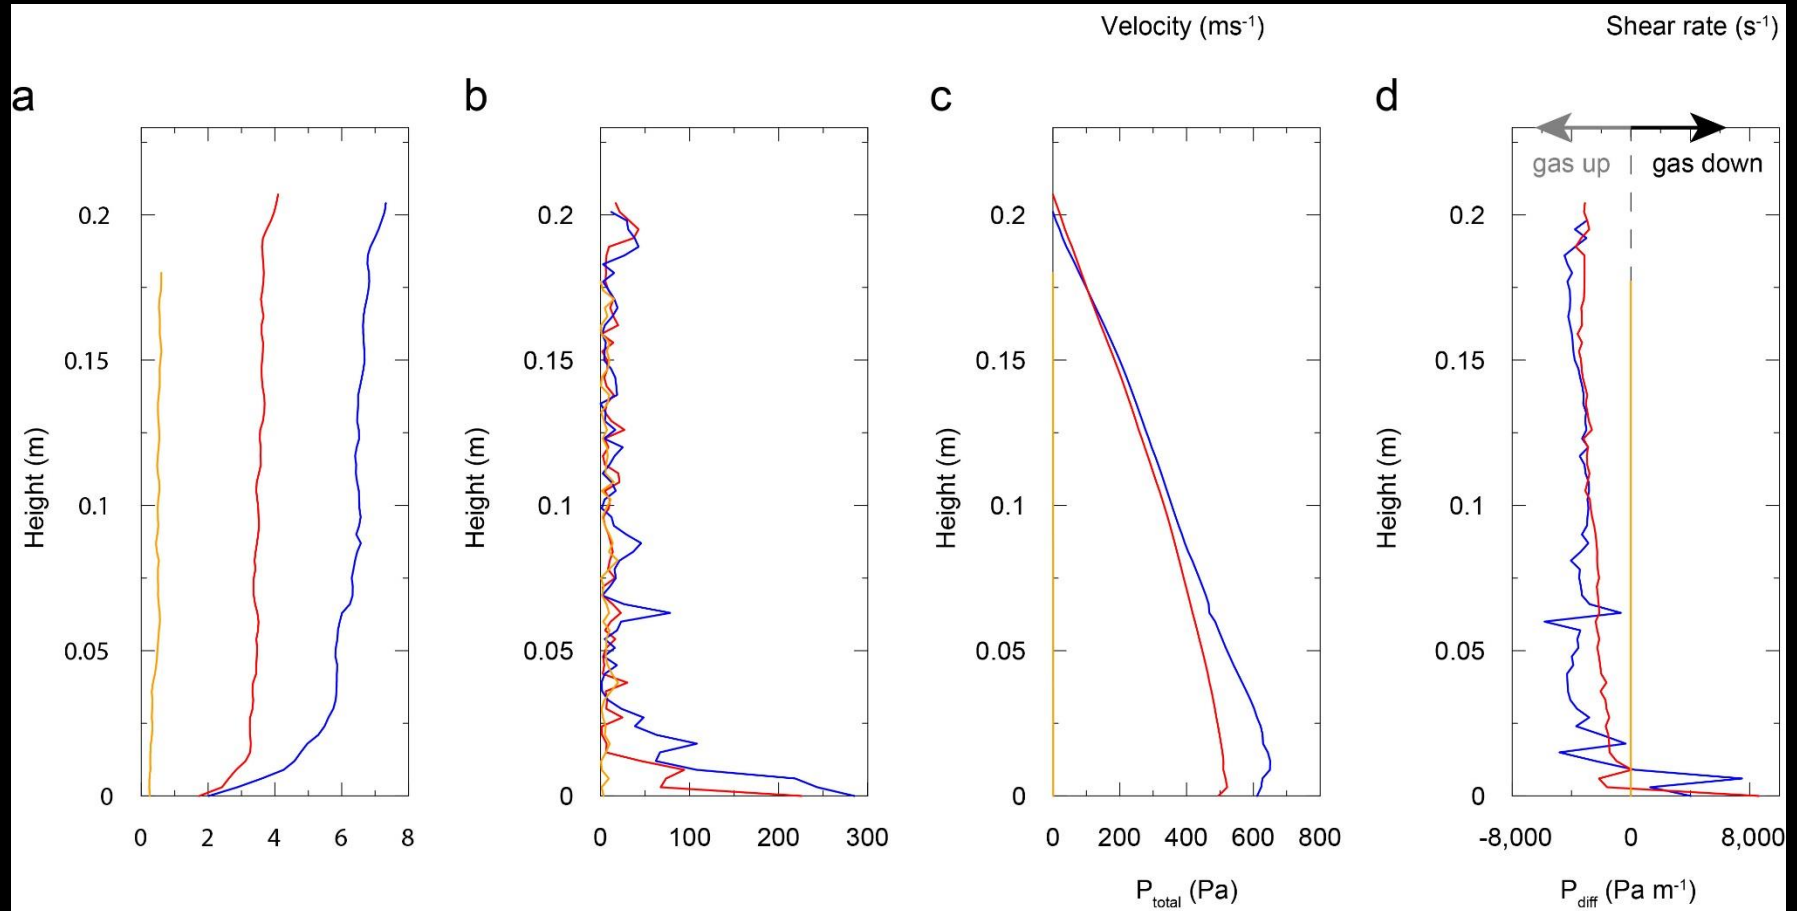 Velocity (ms-1)
Shear rate (s-1)
a
b
c
d
gas up
gas down
0.2
0.15
0.1
0.05
0
Height (m)
0 2 4 6 8
0.2
0.15
0.1
0.05
0
Height (m)
0 100 200 300
0.2
0.15
0.1
0.05
0
Height (m)
0 200 400 600 800
Ptotal (Pa)
0.2
0.15
0.1
0.05
0
Height (m)
-8,000 0 8,000
Pdiff (Pa m-1)